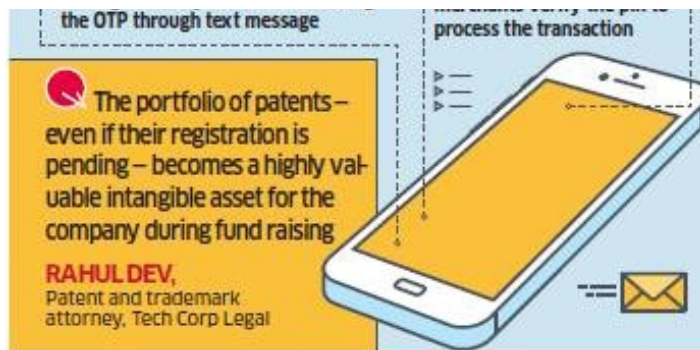 the OTP through text message
process the transaction
The portfolio of patents –
even if their registration is
pending – becomes a highly val-
uable intangible asset for the
company during fund raising
RAHUL DEV,
Patent and trademark
attorney, Tech Corp Legal